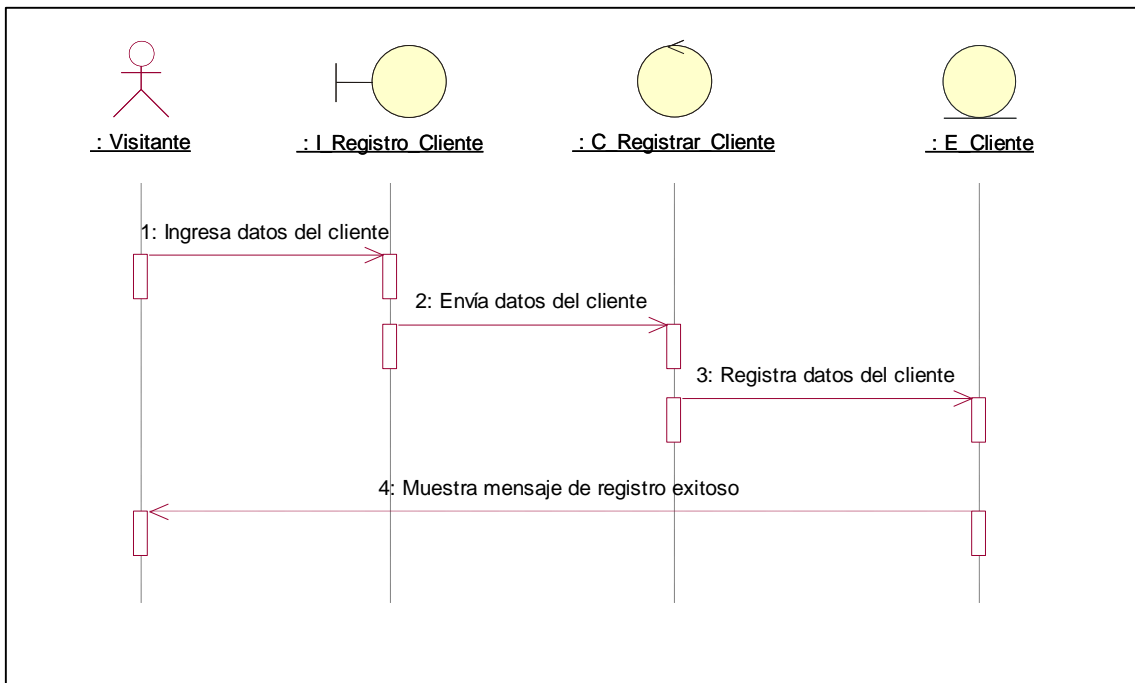 : Visitante
: I_Registro_Cliente
: C_Registrar_Cliente
: E_Cliente
1: Ingresa datos del cliente
2: Envía datos del cliente
3: Registra datos del cliente
4: Muestra mensaje de registro exitoso